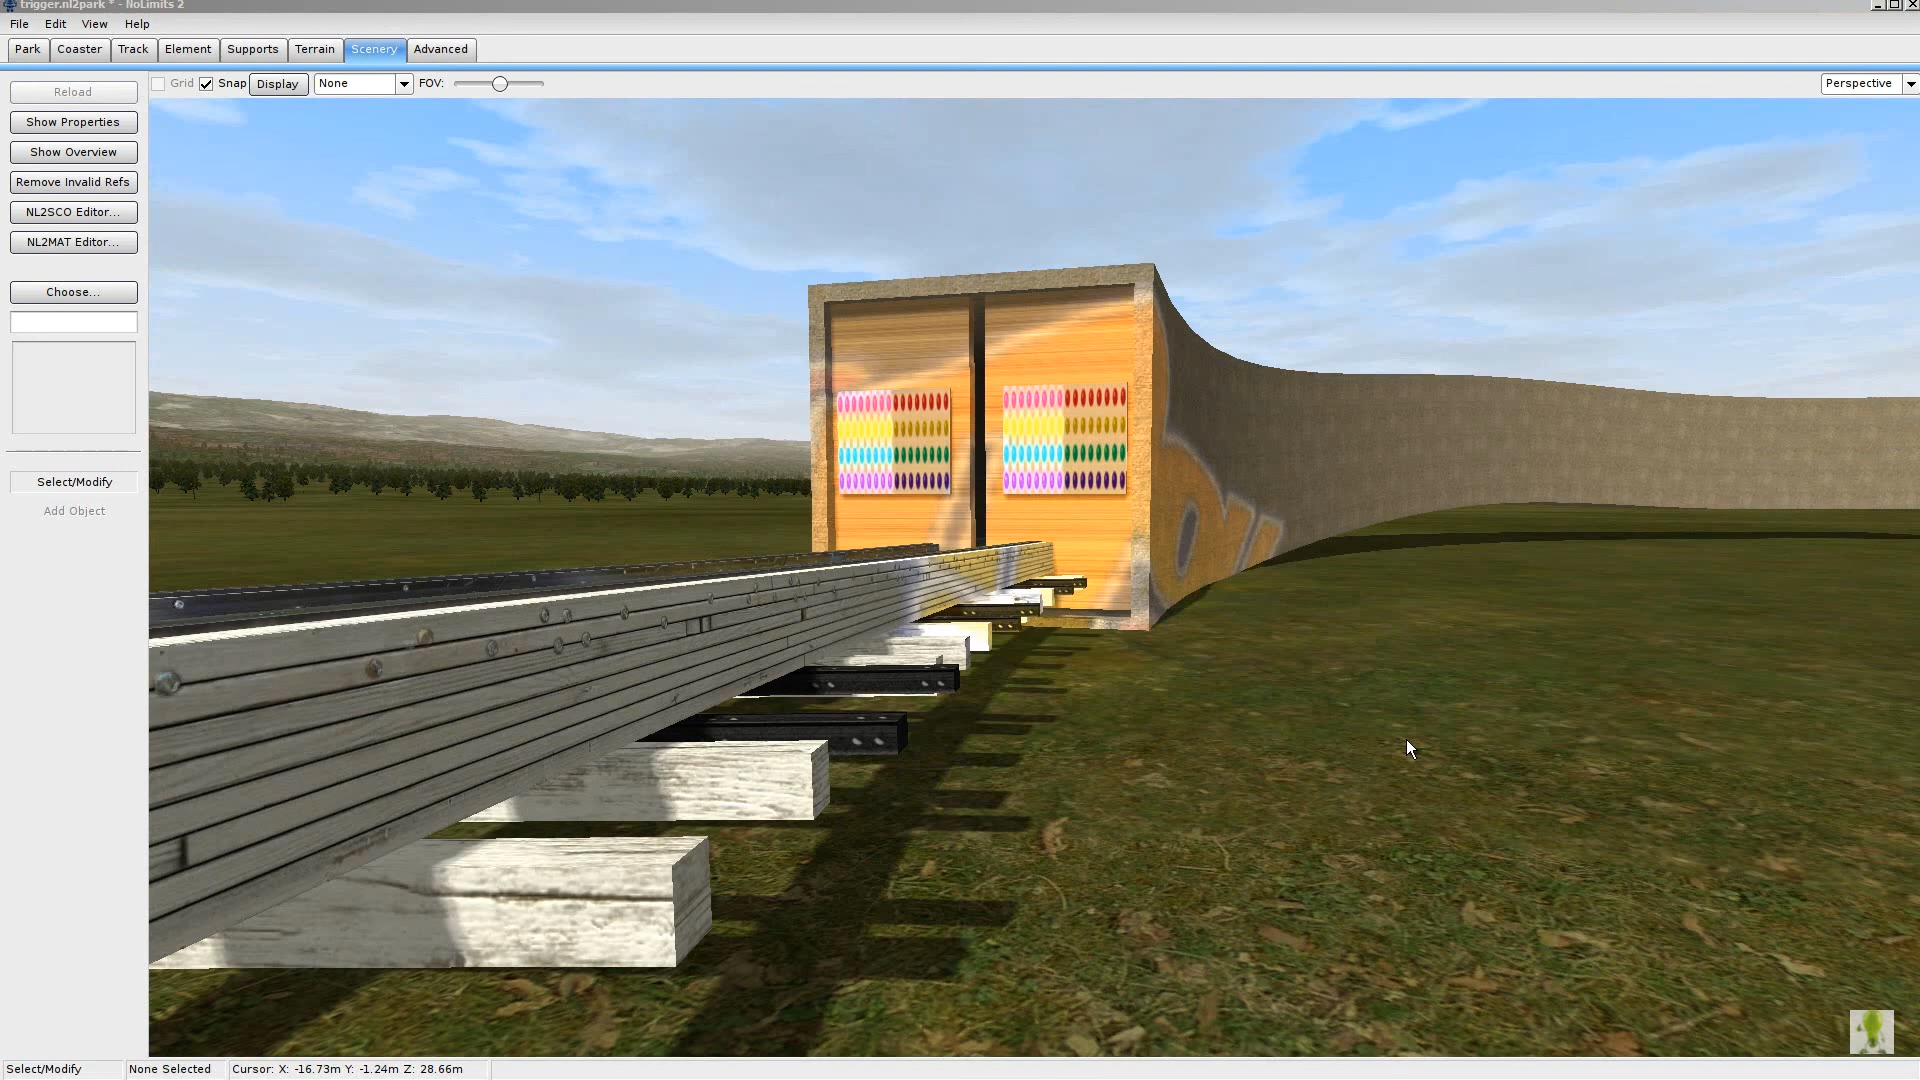 trigger.nl2park * - NoLimits 2
File Edit View Help
Park Coaster Track Element Supports Terrain Scenery Advanced
Grid Snap Display None FOV: Perspective
Reload
Show Properties
Show Overview
Remove Invalid Refs
NL2SCO Editor...
NL2MAT Editor...
Choose...
Select/Modify
Add Object
Select/Modify None Selected Cursor: X: -16.73m Y: -1.24m Z: 28.66m